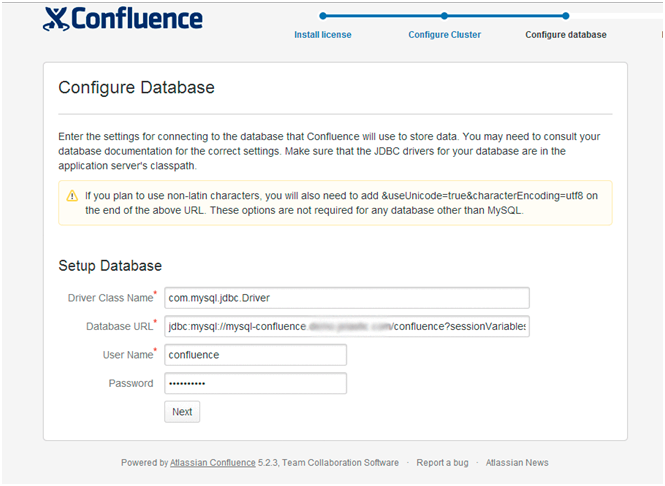 Confluence
Install license
Configure Cluster
Configure database
Configure Database
Enter the settings for connecting to the database that Confluence will use to store data. You may need to consult your
database documentation for the correct settings. Make sure that the JDBC drivers for your database are in the
application server's classpath.
If you plan to use non-latin characters, you will also need to add &useUnicode=true&characterEncoding=utf8 on
the end of the above URL. These options are not required for any database other than MySQL.
Setup Database
Driver Class Name* com.mysql.jdbc.Driver
Database URL* jdbc:mysql://mysql-confluence. /confluence?sessionVariables
User Name* confluence
Password ••••••••••
Next
Powered by Atlassian Confluence 5.2.3, Team Collaboration Software · Report a bug · Atlassian News